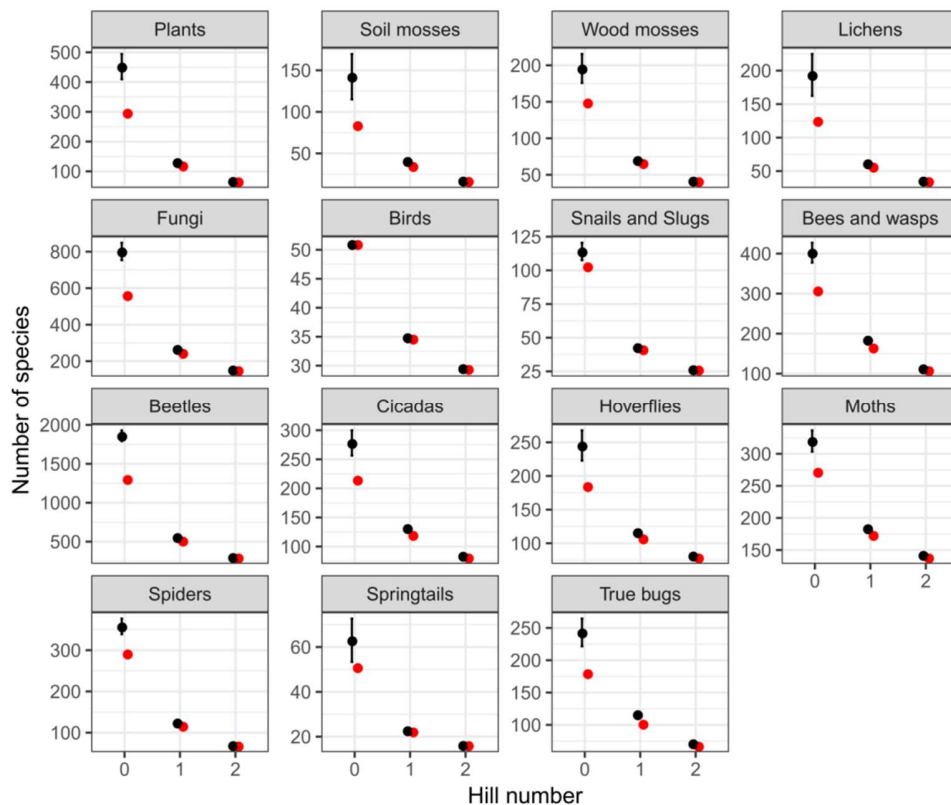 Plants
Soil mosses
Wood mosses
Lichens
500
400
300
200
100
150
100
50
200
150
100
50
200
150
100
50
Fungi
Birds
Snails and Slugs
Bees and wasps
800
600
400
200
50
45
40
35
30
125
100
75
50
25
400
300
200
100
Number of species
Beetles
Cicadas
Hoverflies
Moths
2000
1500
1000
500
300
250
200
150
100
250
200
150
100
300
250
200
150
0 1 2
Spiders
Springtails
True bugs
300
200
100
60
40
20
250
200
150
100
0 1 2
0 1 2
0 1 2
Hill number